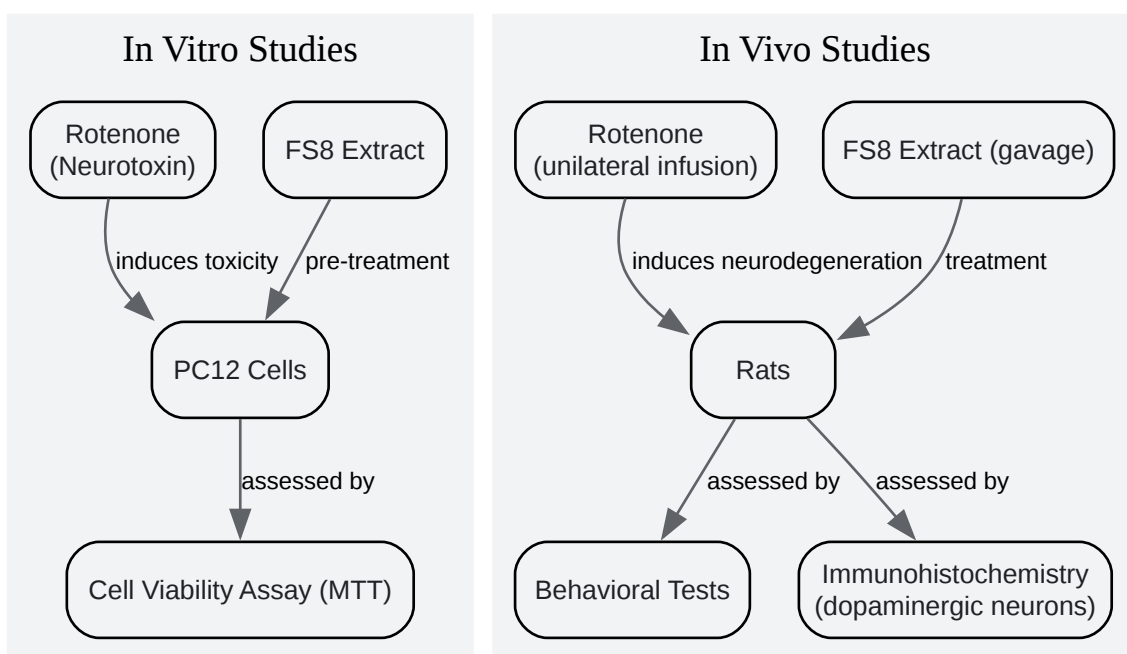 In Vitro Studies
Rotenone
(Neurotoxin)
FS8 Extract
induces toxicity
pre-treatment
PC12 Cells
assessed by
Cell Viability Assay (MTT)
In Vivo Studies
Rotenone
(unilateral infusion)
FS8 Extract (gavage)
induces neurodegeneration
treatment
Rats
assessed by
assessed by
Behavioral Tests
Immunohistochemistry
(dopaminergic neurons)